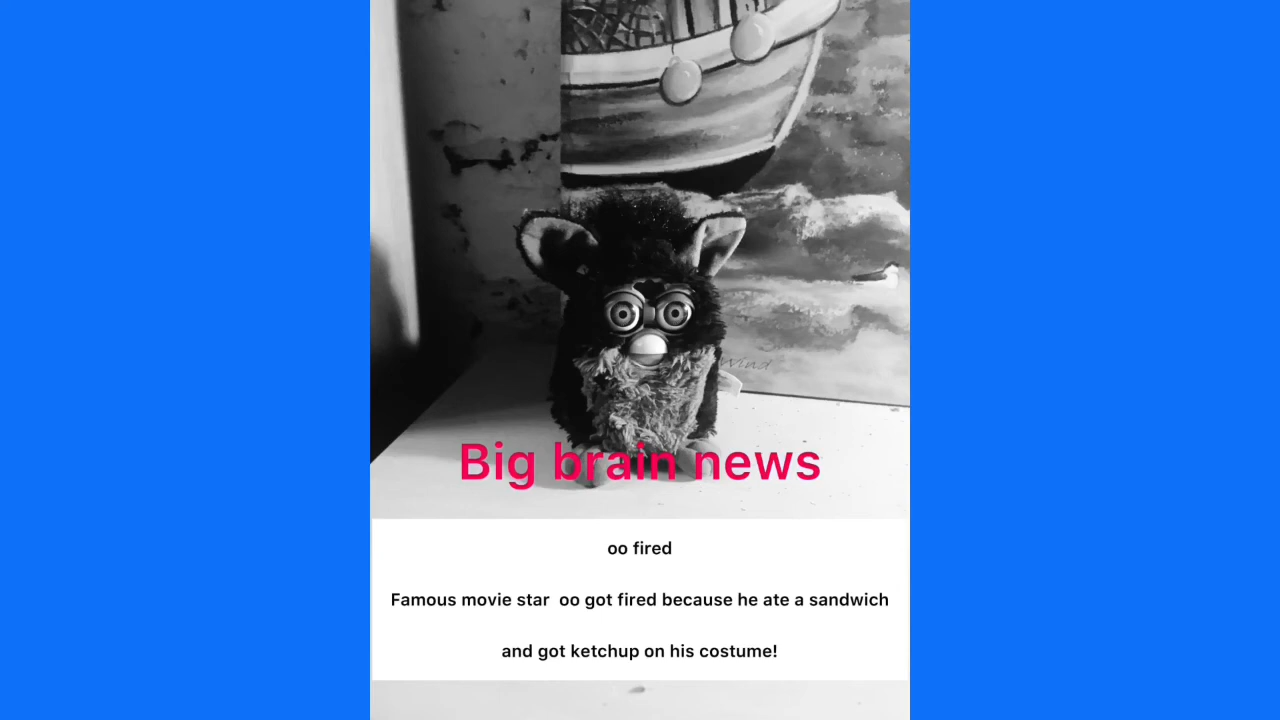 Wind
Big brain news
oo fired
Famous movie star  oo got fired because he ate a sandwich
and got ketchup on his costume!